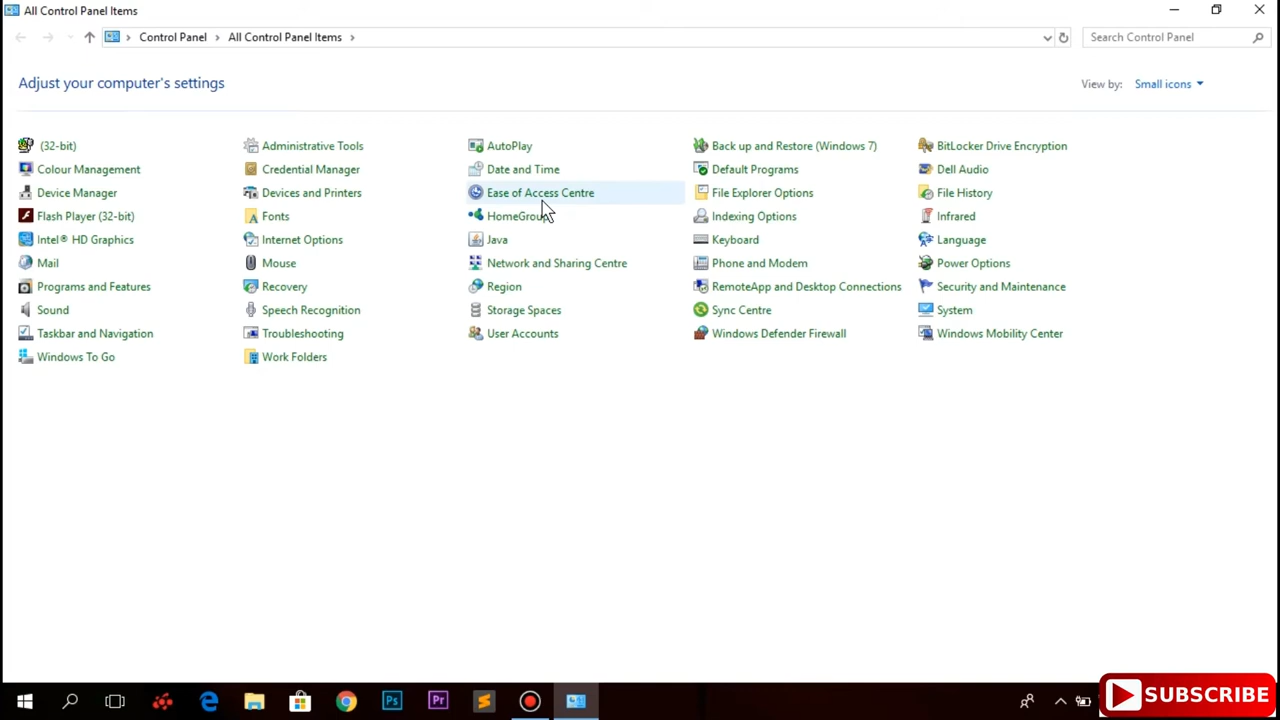 All Control Panel Items
Control Panel All Control Panel Items
Search Control Panel
Adjust your computer's settings
View by: Small icons
(32-bit) Administrative Tools AutoPlay Back up and Restore (Windows 7) BitLocker Drive Encryption
Colour Management Credential Manager Date and Time Default Programs Dell Audio
Device Manager Devices and Printers Ease of Access Centre File Explorer Options File History
Flash Player (32-bit) Fonts HomeGroup Indexing Options Infrared
Intel® HD Graphics Internet Options Java Keyboard Language
Mail Mouse Network and Sharing Centre Phone and Modem Power Options
Programs and Features Recovery Region RemoteApp and Desktop Connections Security and Maintenance
Sound Speech Recognition Storage Spaces Sync Centre System
Taskbar and Navigation Troubleshooting User Accounts Windows Defender Firewall Windows Mobility Center
Windows To Go Work Folders
Ps Pr SUBSCRIBE